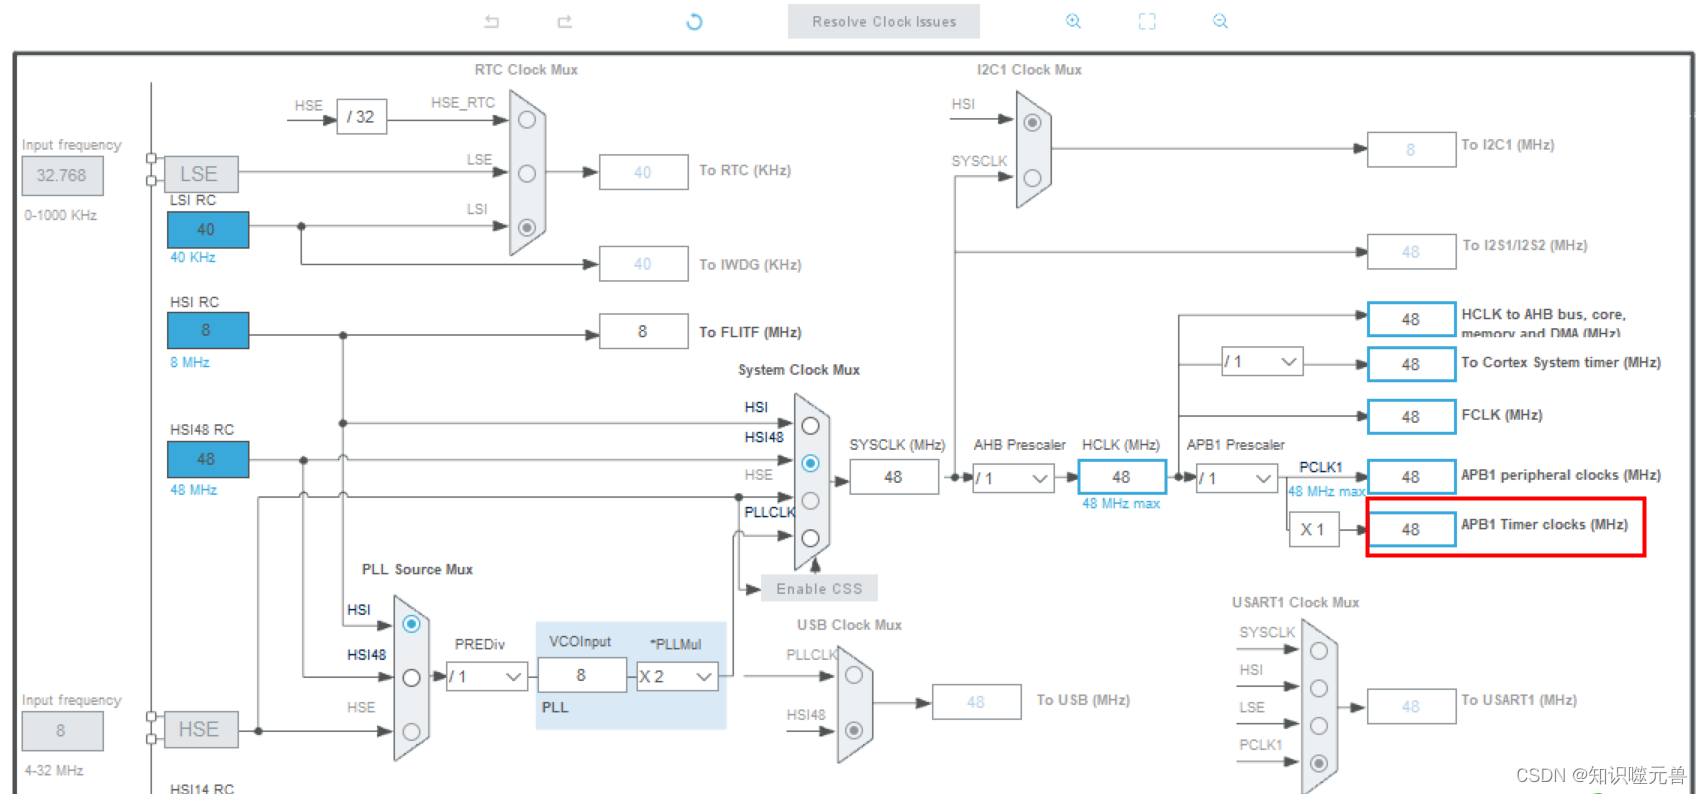 Resolve Clock Issues
RTC Clock Mux
I2C1 Clock Mux
HSE
/ 32
HSE_RTC
HSI
Input frequency
32.768
0-1000 KHz
LSE
LSE
40
To RTC (KHz)
SYSCLK
8
To I2C1 (MHz)
LSI RC
40
40 KHz
LSI
40
To IWDG (KHz)
48
To I2S1/I2S2 (MHz)
HSI RC
8
8 MHz
8
To FLITF (MHz)
48
HCLK to AHB bus, core,
memory and DMA (MHz)
/ 1
48
To Cortex System timer (MHz)
System Clock Mux
HSI
HSI48
HSE
PLLCLK
48
FCLK (MHz)
HSI48 RC
48
48 MHz
SYSCLK (MHz)
48
AHB Prescaler
/ 1
HCLK (MHz)
48
48 MHz max
APB1 Prescaler
/ 1
PCLK1
48 MHz max
48
APB1 peripheral clocks (MHz)
X 1
48
APB1 Timer clocks (MHz)
Enable CSS
PLL Source Mux
HSI
HSI48
HSE
PREDiv
/ 1
VCOInput
8
*PLLMul
X 2
PLL
USB Clock Mux
PLLCLK
HSI48
48
To USB (MHz)
USART1 Clock Mux
SYSCLK
HSI
LSE
PCLK1
48
To USART1 (MHz)
Input frequency
8
4-32 MHz
HSE
HSI14 RC
CSDN @知识噬元兽